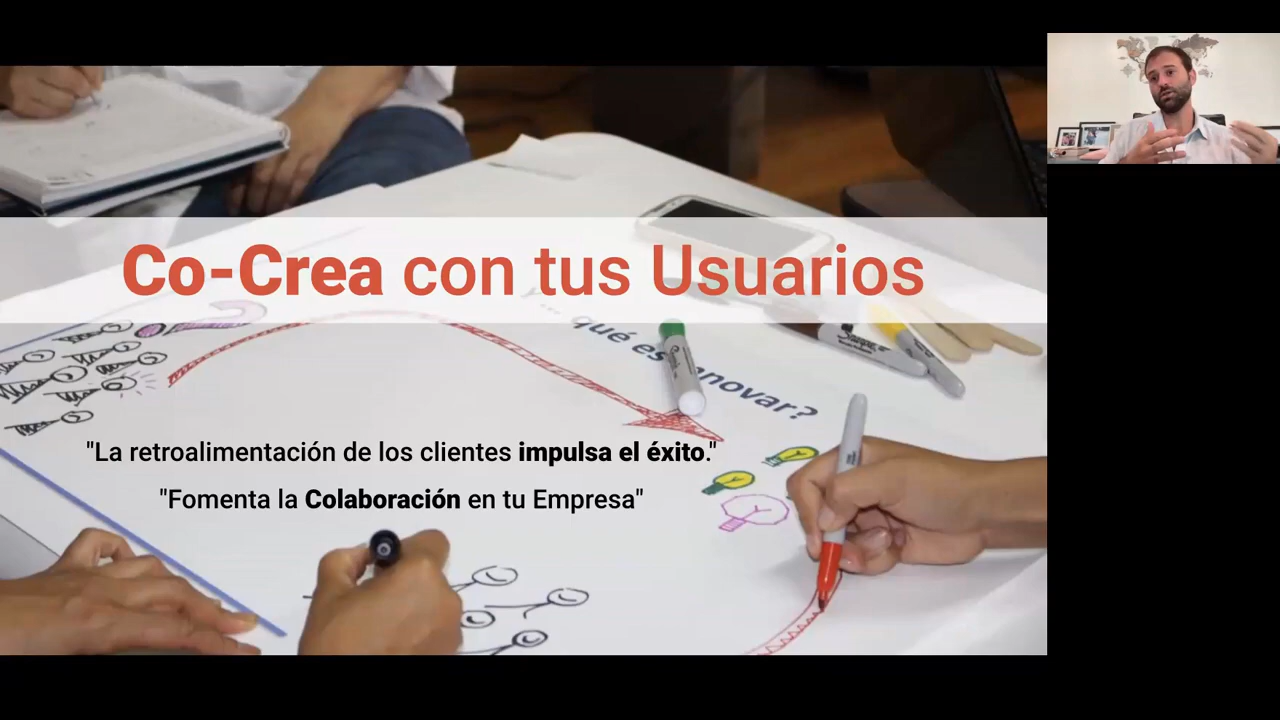 Co-Crea con tus Usuarios
Y... qué es innovar?
Sharpie
"La retroalimentación de los clientes impulsa el éxito."
"Fomenta la Colaboración en tu Empresa"